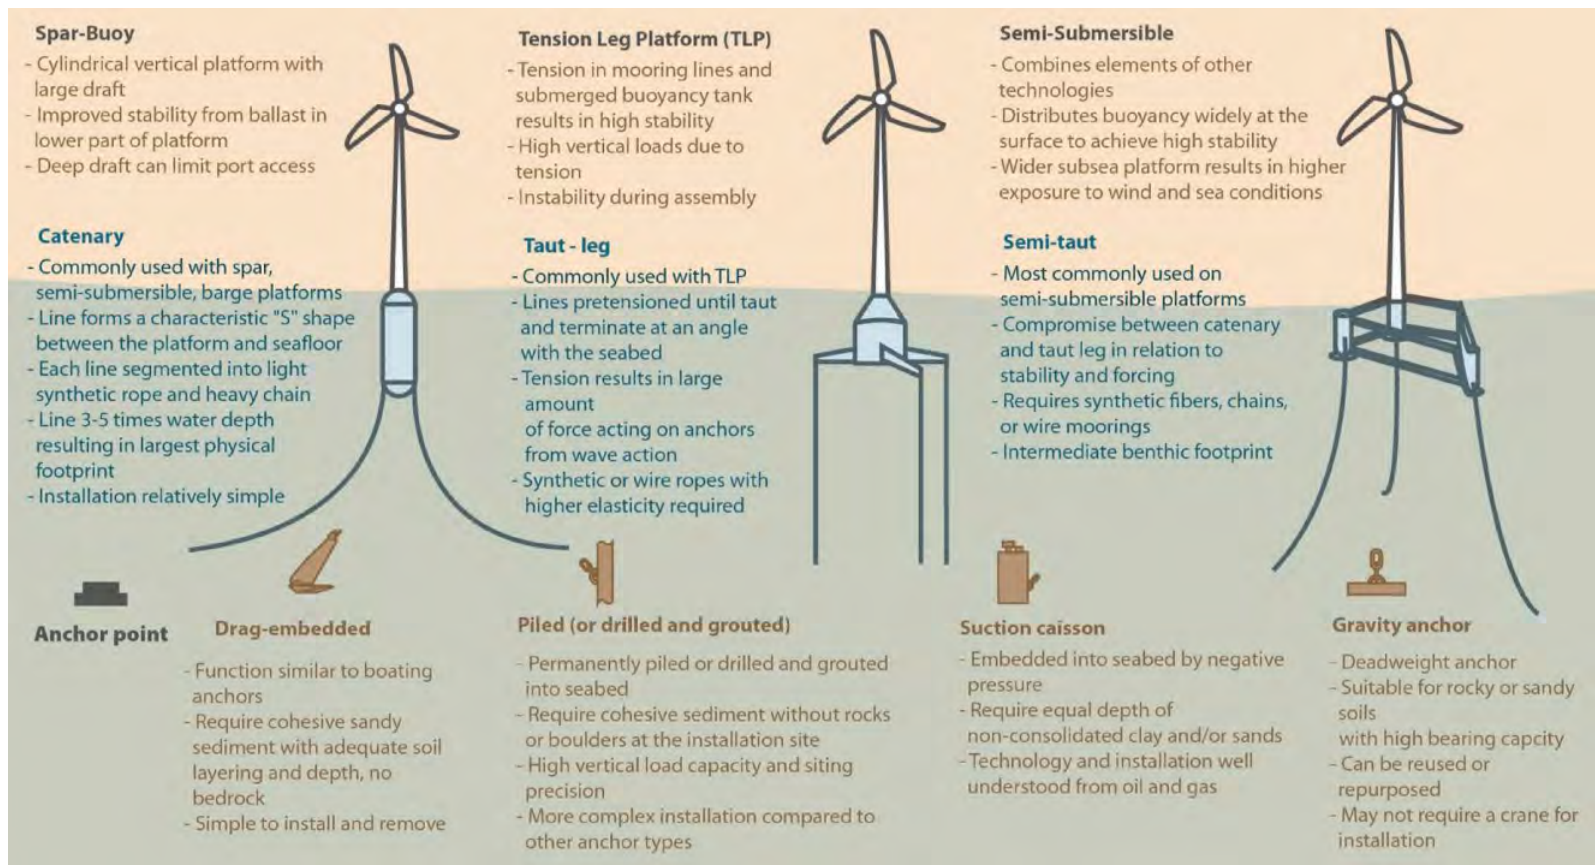 Spar-Buoy
- Cylindrical vertical platform with
large draft
- Improved stability from ballast in
lower part of platform
- Deep draft can limit port access
Tension Leg Platform (TLP)
- Tension in mooring lines and
submerged buoyancy tank
results in high stability
- High vertical loads due to
tension
- Instability during assembly
Semi-Submersible
- Combines elements of other
technologies
- Distributes buoyancy widely at the
surface to achieve high stability
- Wider subsea platform results in higher
exposure to wind and sea conditions
Catenary
- Commonly used with spar,
semi-submersible, barge platforms
- Line forms a characteristic "S" shape
between the platform and seafloor
- Each line segmented into light
synthetic rope and heavy chain
- Line 3-5 times water depth
resulting in largest physical
footprint
- Installation relatively simple
Taut - leg
- Commonly used with TLP
- Lines pretensioned until taut
and terminate at an angle
with the seabed
- Tension results in large
amount
of force acting on anchors
from wave action
- Synthetic or wire ropes with
higher elasticity required
Semi-taut
- Most commonly used on
semi-submersible platforms
- Compromise between catenary
and taut leg in relation to
stability and forcing
- Requires synthetic fibers, chains,
or wire moorings
- Intermediate benthic footprint
Anchor point
Drag-embedded
- Function similar to boating
anchors
- Require cohesive sandy
sediment with adequate soil
layering and depth, no
bedrock
- Simple to install and remove
Piled (or drilled and grouted)
- Permanently piled or drilled and grouted
into seabed
- Require cohesive sediment without rocks
or boulders at the installation site
- High vertical load capacity and siting
precision
- More complex installation compared to
other anchor types
Suction caisson
- Embedded into seabed by negative
pressure
- Require equal depth of
non-consolidated clay and/or sands
- Technology and installation well
understood from oil and gas
Gravity anchor
- Deadweight anchor
- Suitable for rocky or sandy
soils
with high bearing capcity
- Can be reused or
repurposed
- May not require a crane for
installation